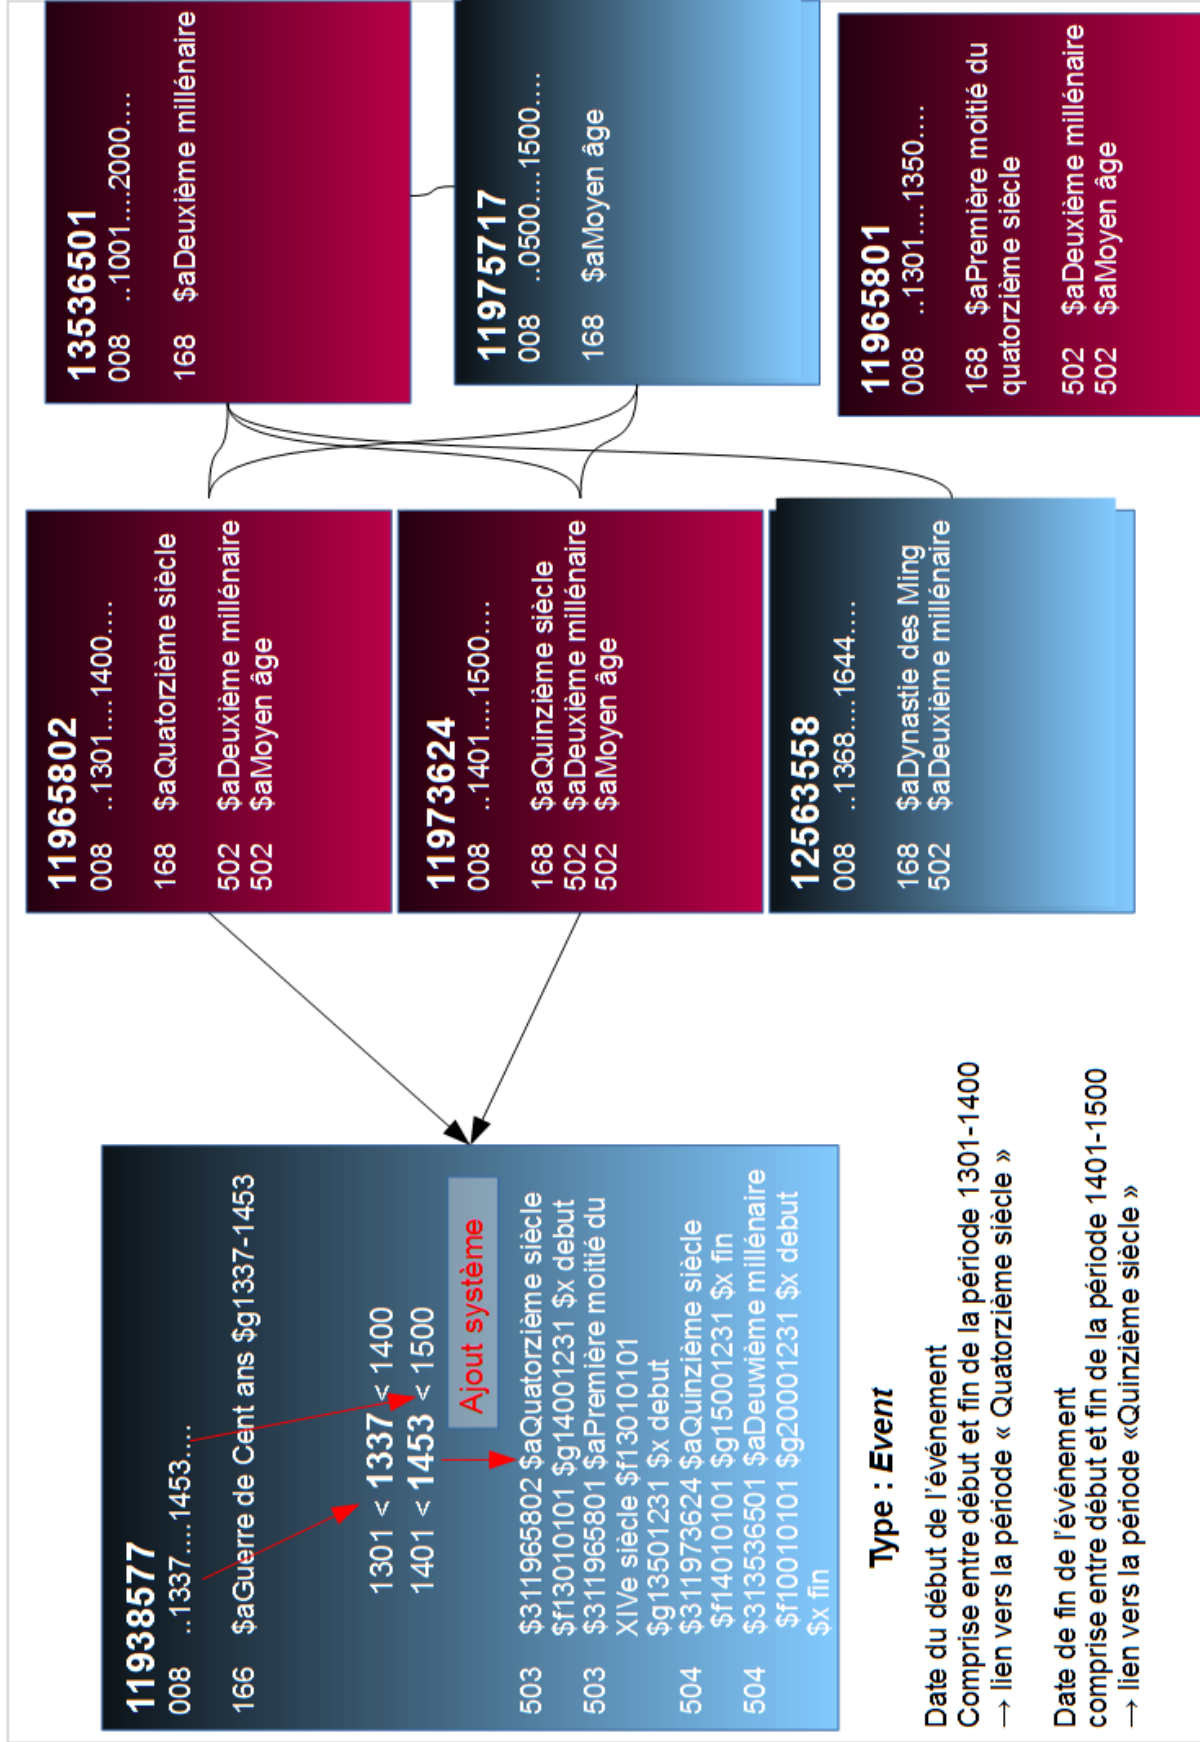 11938577
008 ..1337....1453....
166 $aGuerre de Cent ans $g1337-1453
1301 < 1337 < 1400
1401 < 1453 < 1500
Ajout système
503 $311965802 $aQuatorzième siècle
$f13010101 $g14001231 $x debut
503 $311965801 $aPremière moitié du
XIVe siècle $f13010101
$g13501231 $x debut
504 $311973624 $aQuinzième siècle
$f14010101 $g15001231 $x fin
504 $313536501 $aDeuwième millénaire
$f10010101 $g20001231 $x debut
$x fin
Type : Event
Date du début de l'événement
Comprise entre début et fin de la période 1301-1400
→ lien vers la période « Quatorzième siècle »
Date de fin de l'événement
comprise entre début et fin de la période 1401-1500
→ lien vers la période «Quinzième siècle »
11965802
008 ..1301....1400....
168 $aQuatorzième siècle
502 $aDeuxième millénaire
502 $aMoyen âge
11973624
008 ..1401....1500....
168 $aQuinzième siècle
502 $aDeuxième millénaire
502 $aMoyen âge
12563558
008 ..1368....1644....
168 $aDynastie des Ming
502 $aDeuxième millénaire
13536501
008 ..1001....2000....
168 $aDeuxième millénaire
11975717
008 ..0500....1500....
168 $aMoyen âge
11965801
008 ..1301....1350....
168 $aPremière moitié du
quatorzième siècle
502 $aDeuxième millénaire
502 $aMoyen âge